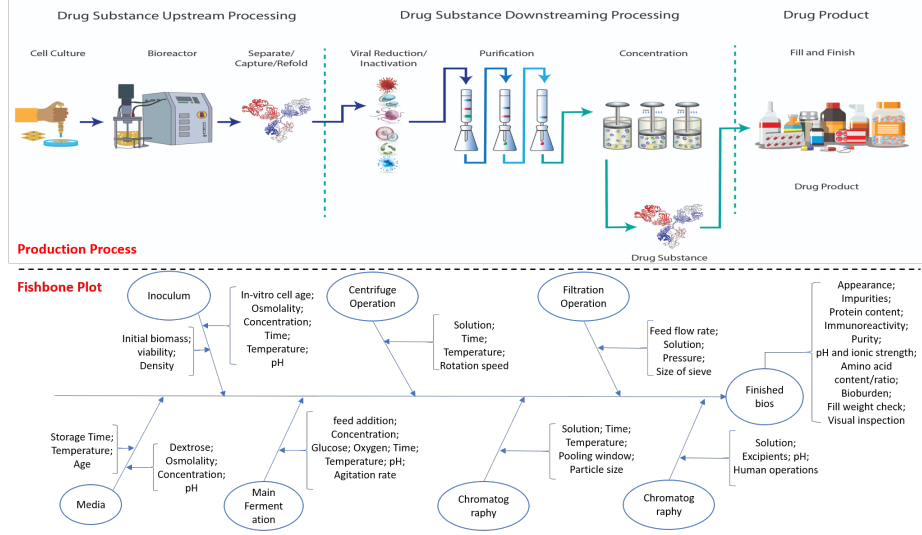 Drug Substance Upstream Processing
Drug Substance Downstreaming Processing
Drug Product
Cell Culture
Bioreactor
Separate/
Capture/Refold
Viral Reduction/
Inactivation
Purification
Concentration
Fill and Finish
Drug Product
Drug Substance
Production Process
Fishbone Plot
Inoculum
In-vitro cell age;
Osmolality;
Concentration;
Time;
Temperature;
pH
Initial biomass;
viability;
Density
Centrifuge
Operation
Solution;
Time;
Temperature;
Rotation speed
Filtration
Operation
Feed flow rate;
Solution;
Pressure;
Size of sieve
Appearance;
Impurities;
Protein content;
Immunoreactivity;
Purity;
pH and ionic strength;
Amino acid
content/ratio;
Bioburden;
Fill weight check;
Visual inspection
Finished
bios
Storage Time;
Temperature;
Age
Dextrose;
Osmolality;
Concentration;
pH
Media
feed addition;
Concentration;
Glucose; Oxygen; Time;
Temperature; pH;
Agitation rate
Main
Ferment
ation
Solution; Time;
Temperature;
Pooling window;
Particle size
Chromatog
raphy
Solution;
Excipients; pH;
Human operations
Chromatog
raphy